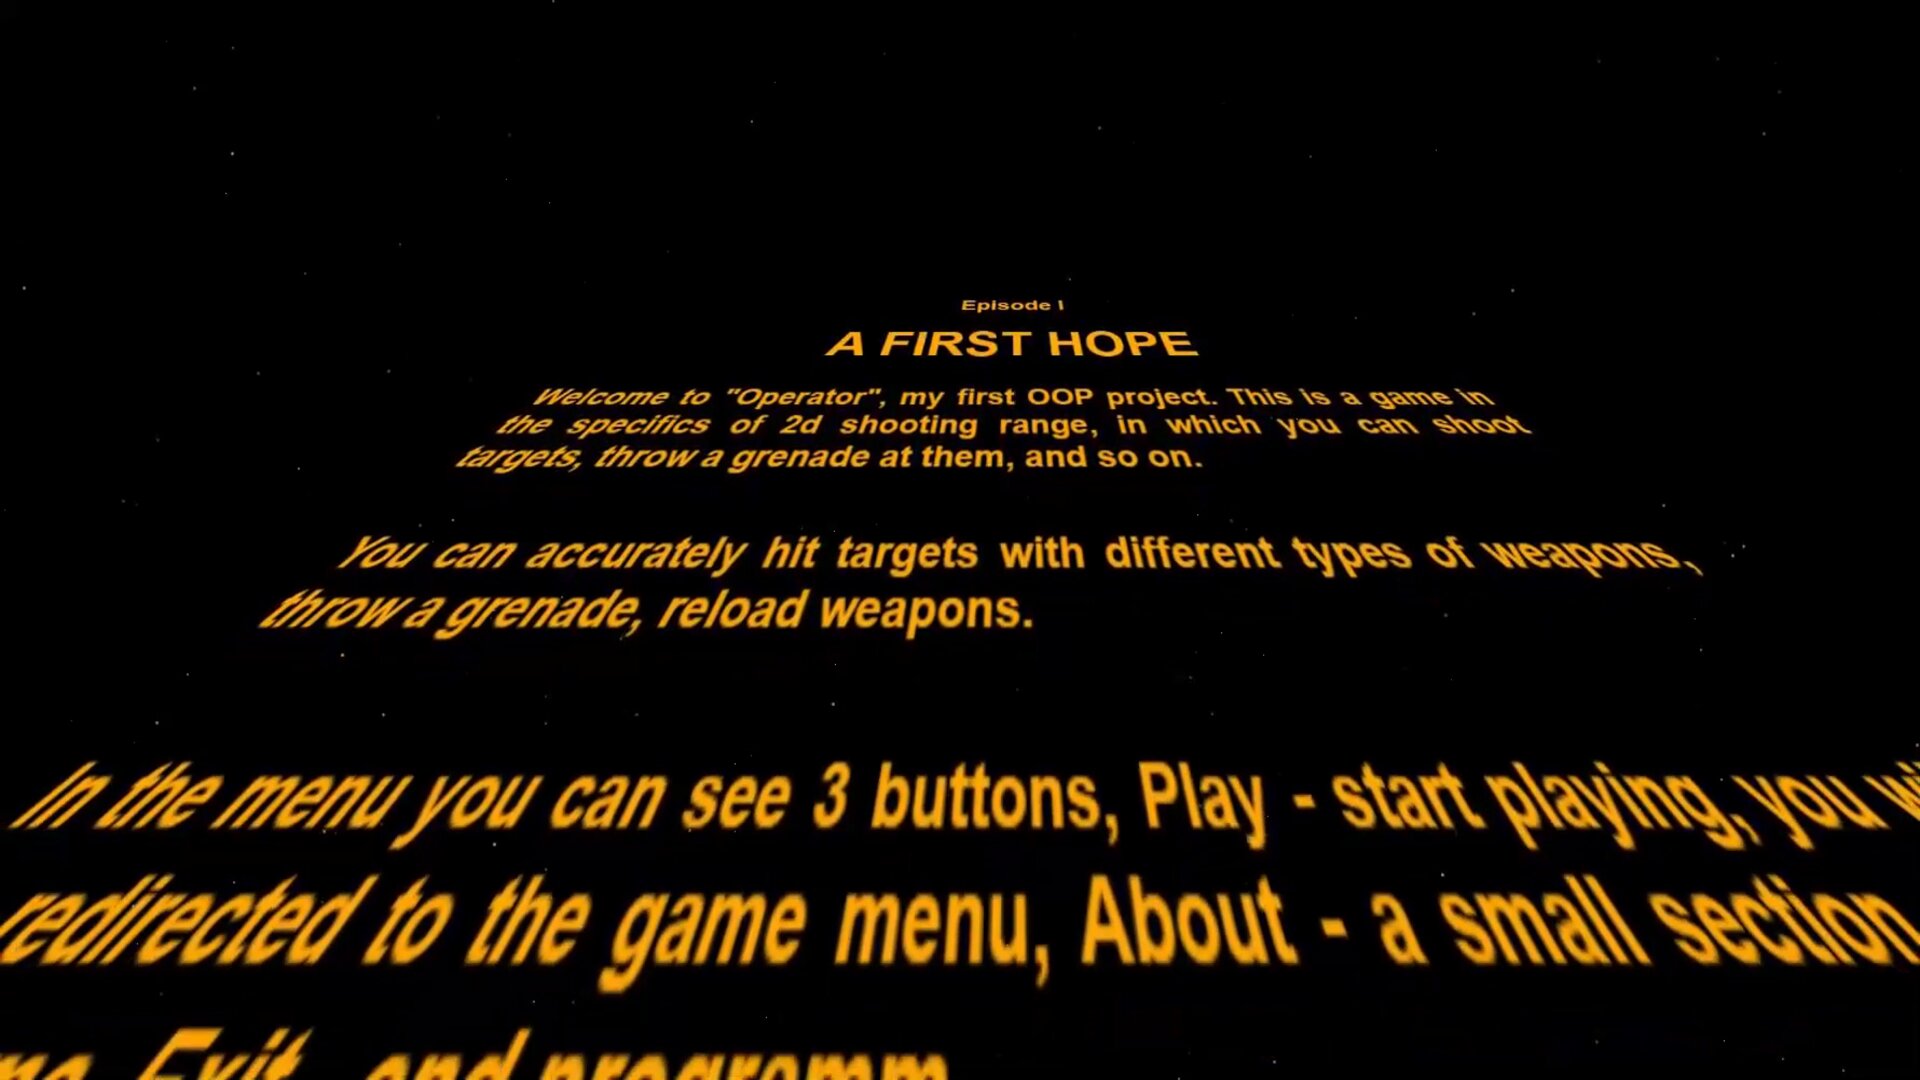 Episode I
A FIRST HOPE
Welcome to "Operator", my first OOP project. This is a game in
the specifics of 2d shooting range, in which you can shoot
targets, throw a grenade at them, and so on.
You can accurately hit targets with different types of weapons,
throw a grenade, reload weapons.
In the menu you can see 3 buttons, Play - start playing, you
redirected to the game menu, About - a small section
Exit and programm